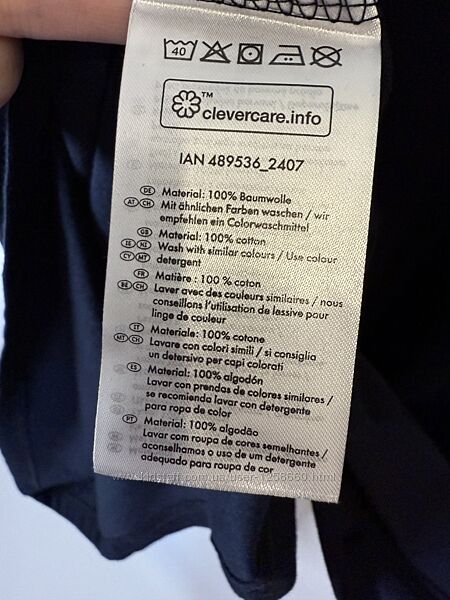 40
TM
clevercare.info
IAN 489536_2407
DE Material: 100% Baumwolle
AT CH Mit ähnlichen Farben waschen / wir
empfehlen ein Colorwaschmittel
GB Material: 100% cotton
IE NI Wash with similar colours / Use colour
CY MT detergent
FR Matière : 100 % coton
BE CH Laver avec des couleurs similaires / nous
conseillons l'utilisation de lessive pour
linge de couleur
IT Materiale: 100% cotone
MT CH Lavare con colori simili / si consiglia
un detersivo per capi colorati
ES Material: 100% algodón
Lavar con prendas de colores similares /
se recomienda lavar con detergente
para ropa de color
PT Material: 100% algodão
Lavar com roupa de cores semelhantes /
aconselhamos o uso de um detergente
adequado para roupa de cor